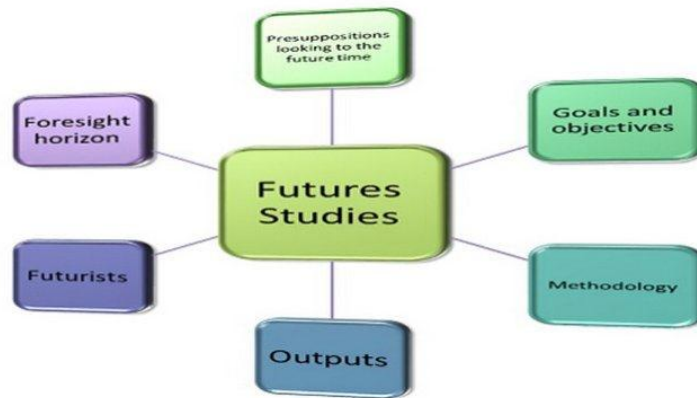 Presuppositions
looking to the
future time
Foresight
horizon
Goals and
objectives
Futures
Studies
Futurists
Methodology
Outputs